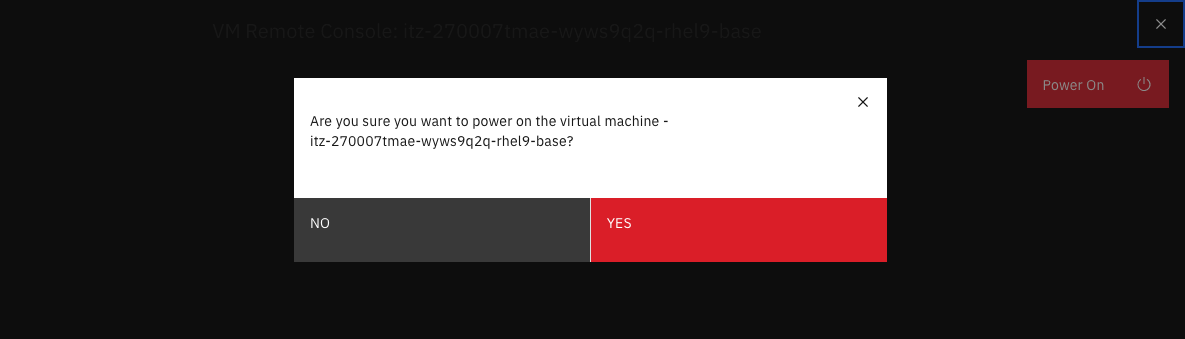 VM Remote Console: itz-270007tmae-wyws9q2q-rhel9-base
Power On
Are you sure you want to power on the virtual machine -
itz-270007tmae-wyws9q2q-rhel9-base?
NO
YES